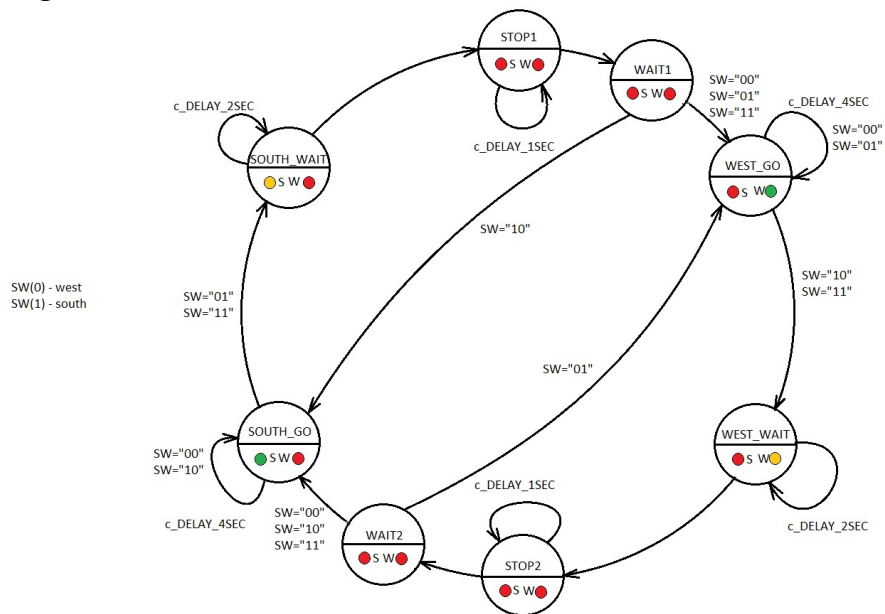 STOP1
S W
c_DELAY_1SEC
WAIT1
S W
SW="00"
SW="01"
SW="11"
c_DELAY_2SEC
SOUTH_WAIT
S W
c_DELAY_4SEC
SW="00"
SW="01"
WEST_GO
S W
SW="10"
SW(0) - west
SW(1) - south
SW="01"
SW="11"
SW="10"
SW="11"
SW="01"
SOUTH_GO
S W
SW="00"
SW="10"
c_DELAY_4SEC
WEST_WAIT
S W
c_DELAY_2SEC
SW="00"
SW="10"
SW="11"
WAIT2
S W
c_DELAY_1SEC
STOP2
S W